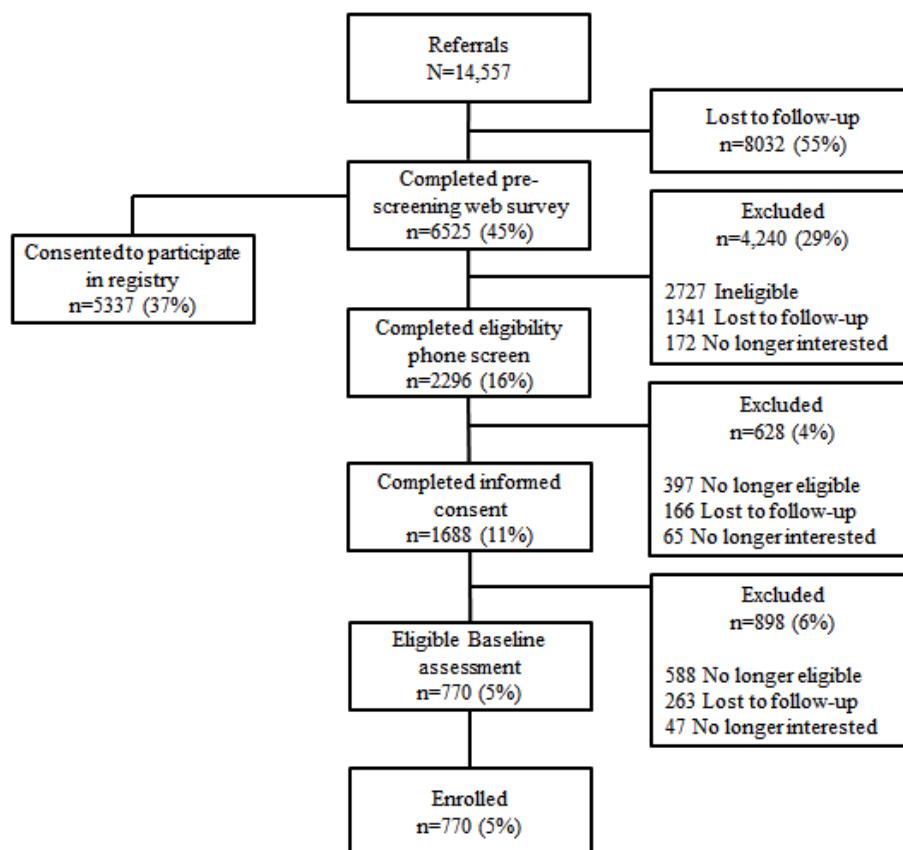 Referrals
N=14,557
Lost to follow-up
n=8032 (55%)
Completed pre-
screening web survey
n=6525 (45%)
Consented to participate
in registry
n=5337 (37%)
Excluded
n=4,240 (29%)
2727 Ineligible
1341 Lost to follow-up
172 No longer interested
Completed eligibility
phone screen
n=2296 (16%)
Excluded
n=628 (4%)
397 No longer eligible
166 Lost to follow-up
65 No longer interested
Completed informed
consent
n=1688 (11%)
Excluded
n=898 (6%)
588 No longer eligible
263 Lost to follow-up
47 No longer interested
Eligible Baseline
assessment
n=770 (5%)
Enrolled
n=770 (5%)